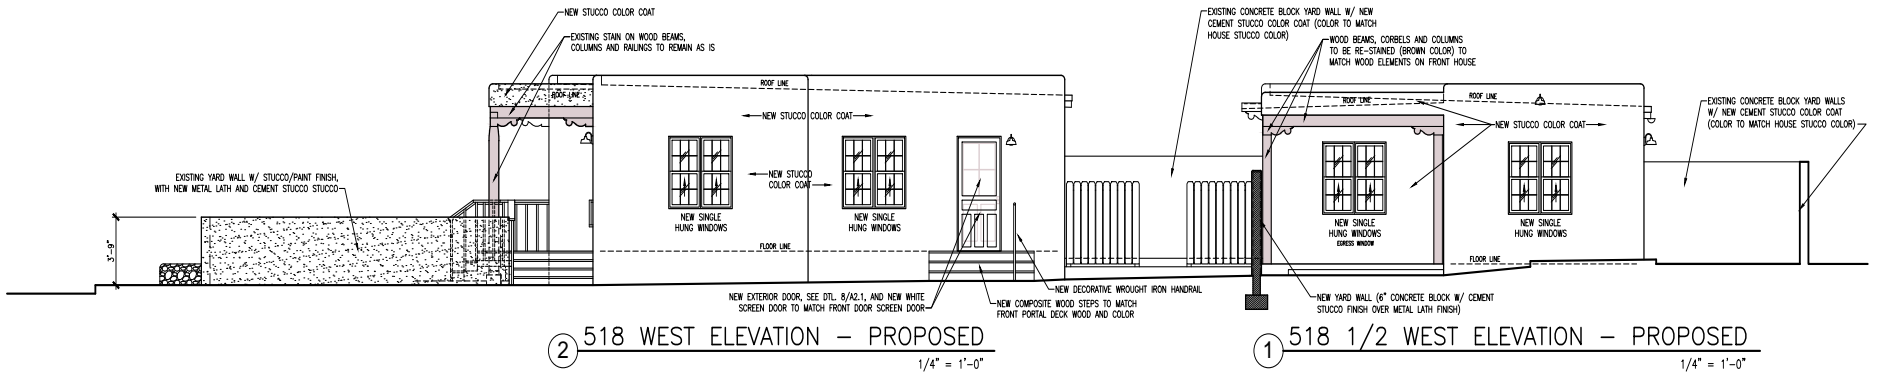 NEW STUCCO COLOR COAT
EXISTING STAIN ON WOOD BEAMS,
COLUMNS AND RAILINGS TO REMAIN AS IS
ROOF LINE
ROOF LINE
NEW STUCCO COLOR COAT
NEW STUCCO
COLOR COAT
EXISTING YARD WALL W/ STUCCO/PAINT FINISH,
WITH NEW METAL LATH AND CEMENT STUCCO STUCCO
3'-9"
NEW SINGLE
HUNG WINDOWS
NEW SINGLE
HUNG WINDOWS
FLOOR LINE
NEW EXTERIOR DOOR, SEE DTL. 8/A2.1, AND NEW WHITE
SCREEN DOOR TO MATCH FRONT DOOR SCREEN DOOR
NEW DECORATIVE WROUGHT IRON HANDRAIL
NEW COMPOSITE WOOD STEPS TO MATCH
FRONT PORTAL DECK WOOD AND COLOR
2
518 WEST ELEVATION - PROPOSED
1/4" = 1'-0"
EXISTING CONCRETE BLOCK YARD WALL W/ NEW
CEMENT STUCCO COLOR COAT (COLOR TO MATCH
HOUSE STUCCO COLOR)
WOOD BEAMS, CORBELS AND COLUMNS
TO BE RE-STAINED (BROWN COLOR) TO
MATCH WOOD ELEMENTS ON FRONT HOUSE
ROOF LINE
ROOF LINE
NEW STUCCO COLOR COAT
EXISTING CONCRETE BLOCK YARD WALLS
W/ NEW CEMENT STUCCO COLOR COAT
(COLOR TO MATCH HOUSE STUCCO COLOR)
NEW SINGLE
HUNG WINDOWS
EGRESS WINDOW
NEW SINGLE
HUNG WINDOWS
FLOOR LINE
NEW YARD WALL (6" CONCRETE BLOCK W/ CEMENT
STUCCO FINISH OVER METAL LATH FINISH)
1
518 1/2 WEST ELEVATION - PROPOSED
1/4" = 1'-0"